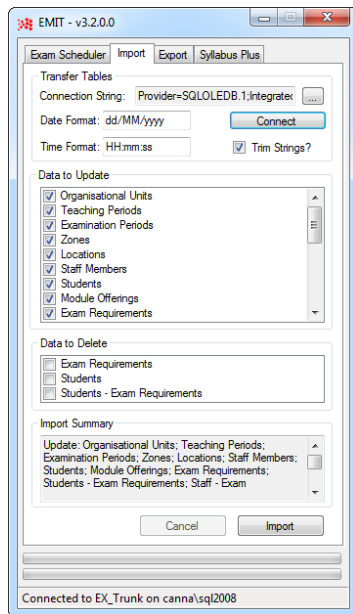 EMIT - v3.2.0.0
Exam Scheduler Import Export Syllabus Plus
Transfer Tables
Connection String: Provider=SQLOLEDB.1;Integrated ...
Date Format: dd/MM/yyyy Connect
Time Format: HH:mm:ss Trim Strings?
Data to Update
Organisational Units
Teaching Periods
Examination Periods
Zones
Locations
Staff Members
Students
Module Offerings
Exam Requirements
Data to Delete
Exam Requirements
Students
Students - Exam Requirements
Import Summary
Update: Organisational Units; Teaching Periods;
Examination Periods; Zones; Locations; Staff Members;
Students; Module Offerings; Exam Requirements;
Students - Exam Requirements; Staff - Exam
Cancel Import
Connected to EX_Trunk on canna\sql2008